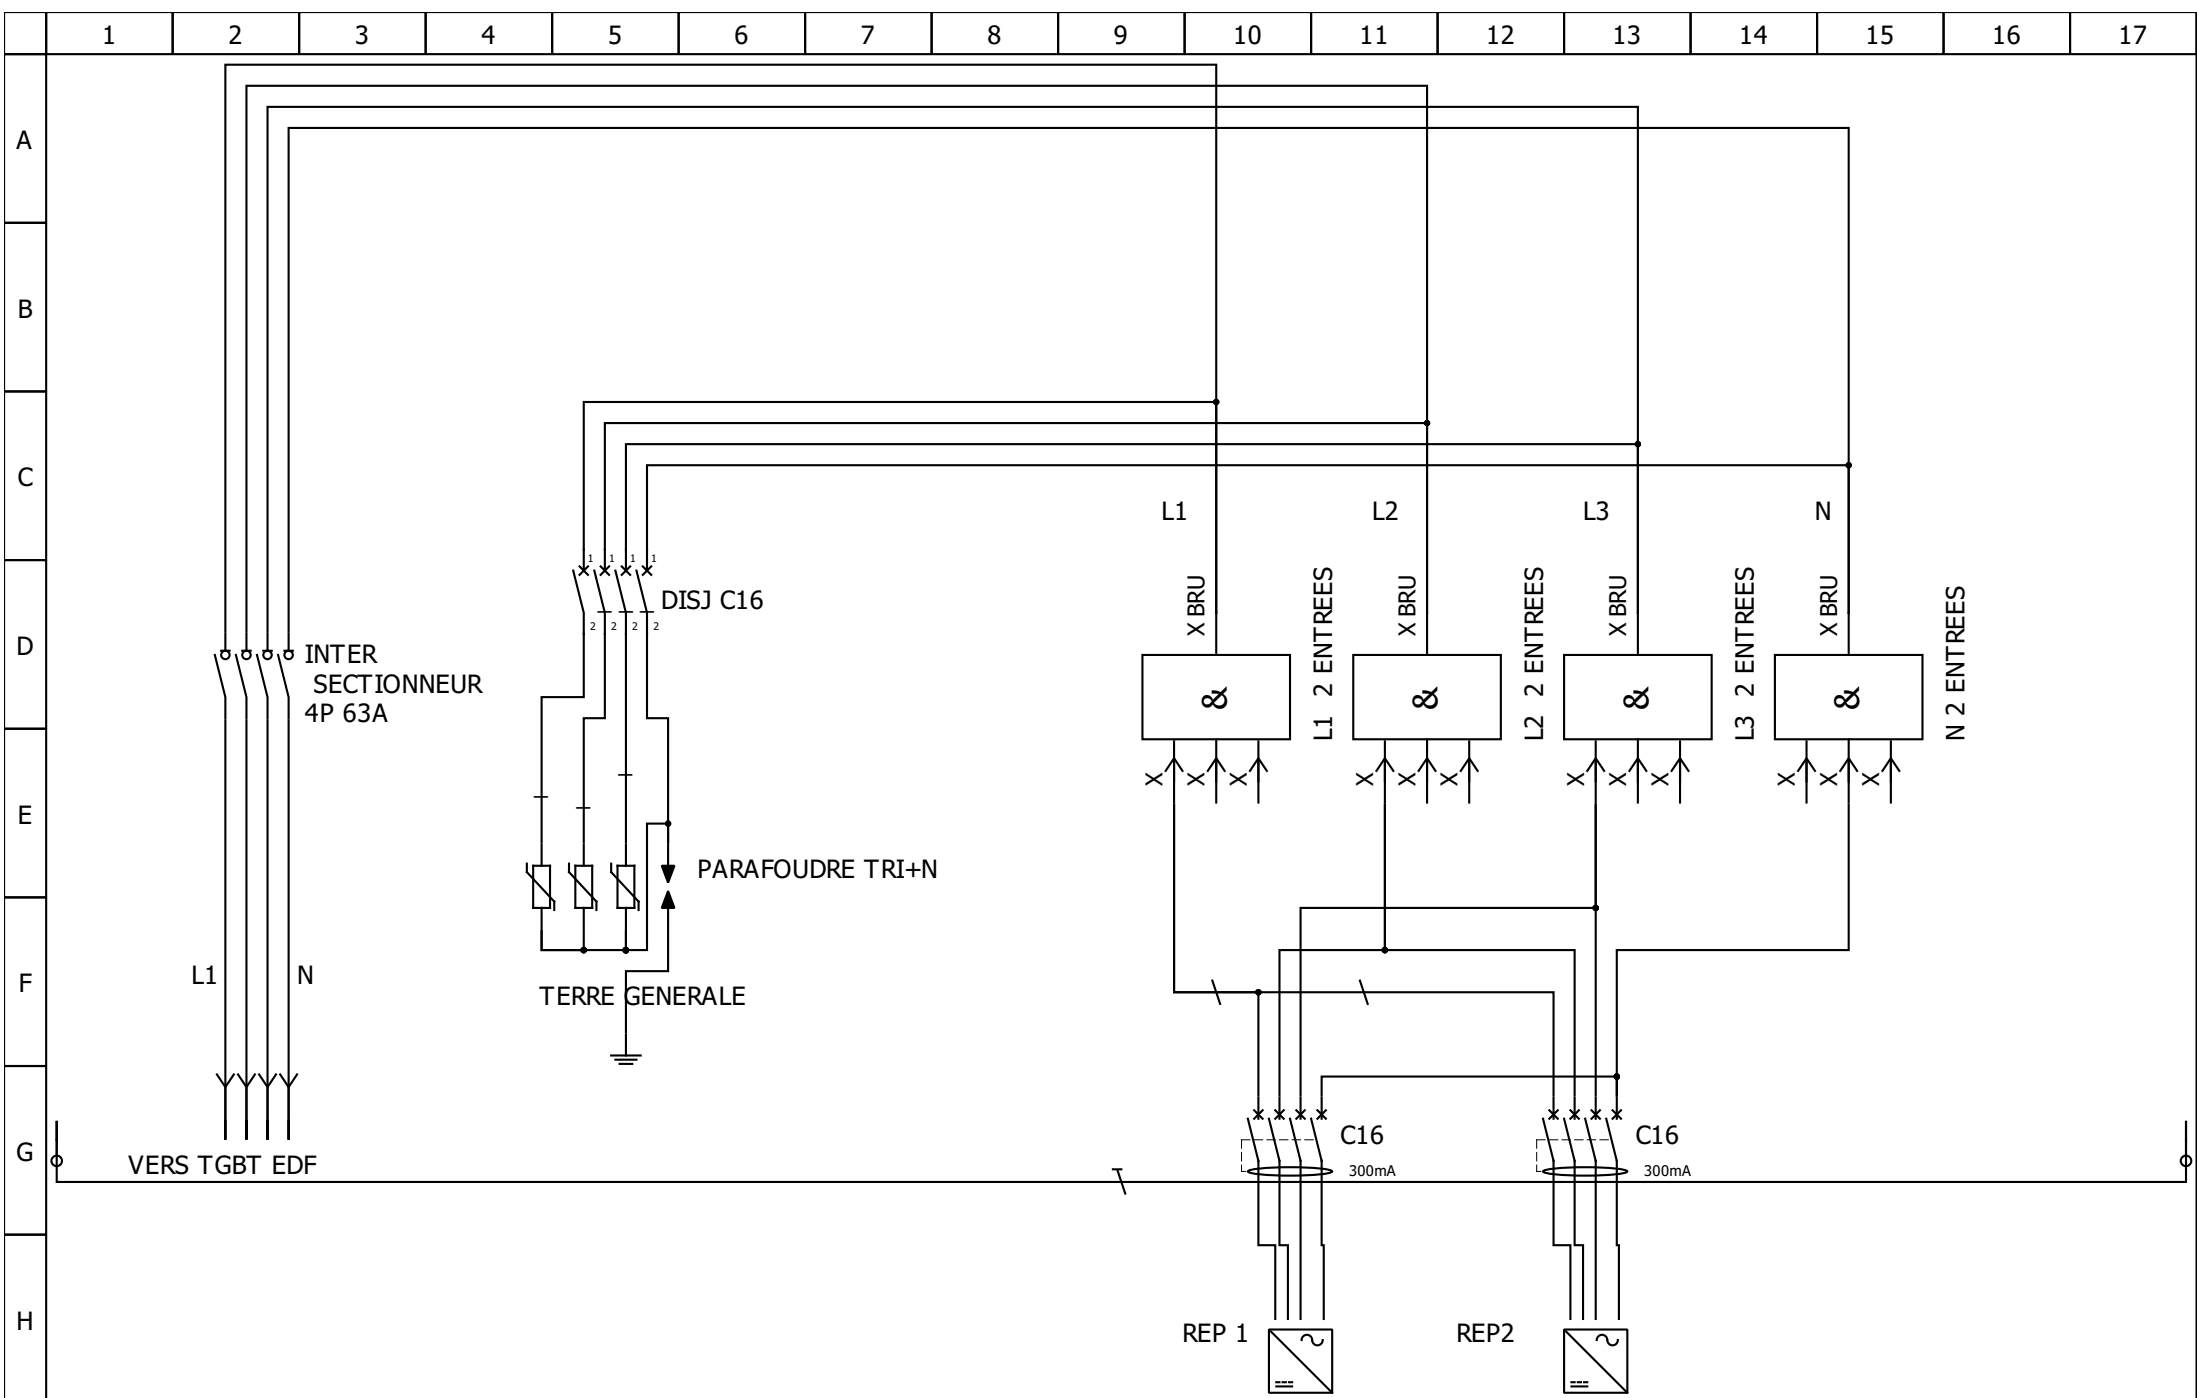 1 2 3 4 5 6 7 8 9 10 11 12 13 14 15 16 17
A
B
C
L1 L2 L3 N
1 1 1 1
DISJ C16
2 2 2 2
X BRU X BRU X BRU X BRU
D
INTER
SECTIONNEUR
4P 63A
& & & &
L1 2 ENTREES
L2 2 ENTREES
L3 2 ENTREES
N 2 ENTREES
X X X X X X X X X X X
E
PARAFOUDRE TRI+N
F
L1 N
TERRE GENERALE
G
C16 C16
VERS TGBT EDF
300mA 300mA
H
REP 1 REP2